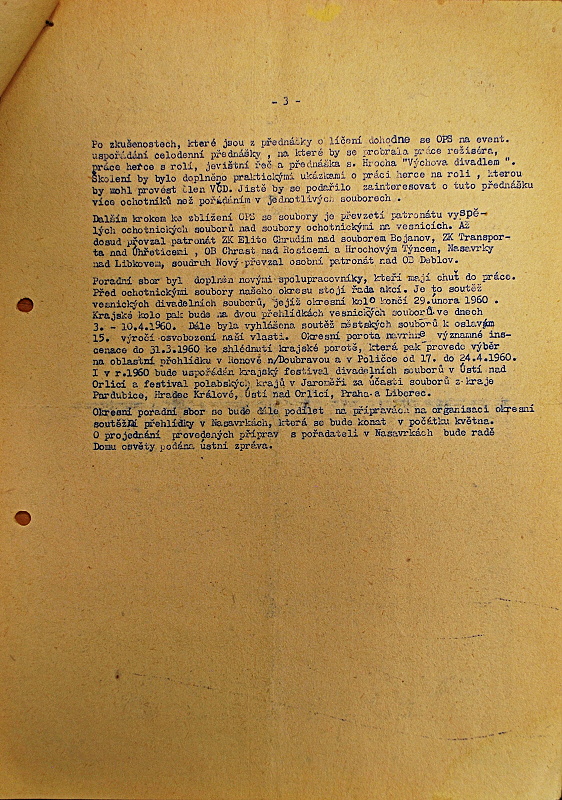 - 3 -
Po zkušenostech, které jsou z přednášky o líčení dohodne se OPS na event.
uspořádání celodenní přednášky , na které by se probrala práce režiséra,
práce herce s rolí, jevištní řeč a přednáška s. Hrocha "Výchova divadlem ".
Školení by bylo doplněno praktickými ukázkami o práci herce na roli , kterou
by mohl provést člen VČD. Jistě by se podařilo zainteresovat o tuto přednášku
více ochotníků než pořádáním v jednotlivých souborech .
Dalším krokem ke zblížení OPS se soubory je převzetí patronátu vyspě-
lých ochotnických souborů nad soubory ochotnickými na vesnicích. Až
dosud převzal patronát ZK Elite Chrudim nad souborem Bojanov, ZK Transpor-
ta nad Úhřeticemi , OB Chrast nad Rosicemi a Hrochovým Týncem, Nasavrky
nad Libkovem, soudruh Nový převzal osobní patronát nad OB Deblov.
Poradní sbor byl doplněn novými spolupracovníky, kteří mají chuť do práce.
Před ochotnickými soubory našeho okresu stojí řada akcí. Je to soutěž
vesnických divadelních souborů, jejíž okresní kolo končí 29.února 1960 .
Krajské kolo pak bude na dvou přehlídkách vesnických souborů ve dnech
3. - 10.4.1960. Dále byla vyhlášena soutěž městských souborů k oslavám
15. výročí osvobození naší vlasti. Okresní porota navrhne významné ins-
cenace do 31.3.1960 ke shlédnutí krajské porotě, která pak provede výběr
na oblastní přehlídku v Ronově n/Doubravou a v Poličce od 17. do 24.4.1960.
I v r.1960 bude uspořádán krajský festival divadelních souborů v Ústí nad
Orlicí a festival polabských krajů v Jaroměři za účasti souborů z kraje
Pardubice, Hradec Králové, Ústí nad Orlicí, Praha a Liberec.
Okresní poradní sbor se bude dále podílet na přípravách na organisaci okresní
soutěžní přehlídky v Nasavrkách, která se bude konat v počátku května.
O projednání provedených příprav s pořadateli v Nasavrkách bude radě
Domu osvěty podána ústní zpráva.